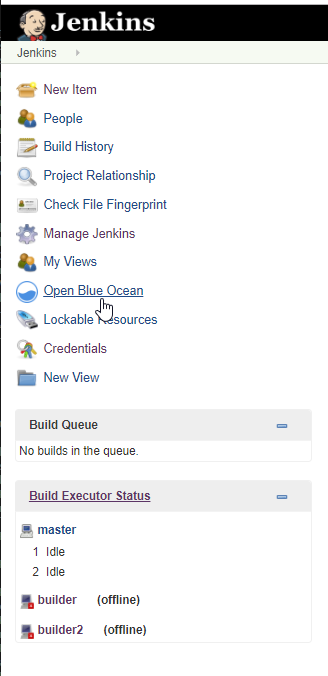 Jenkins
Jenkins
New Item
People
Build History
Project Relationship
Check File Fingerprint
Manage Jenkins
My Views
Open Blue Ocean
Lockable Resources
Credentials
New View
Build Queue
No builds in the queue.
Build Executor Status
master
1 Idle
2 Idle
builder (offline)
builder2 (offline)